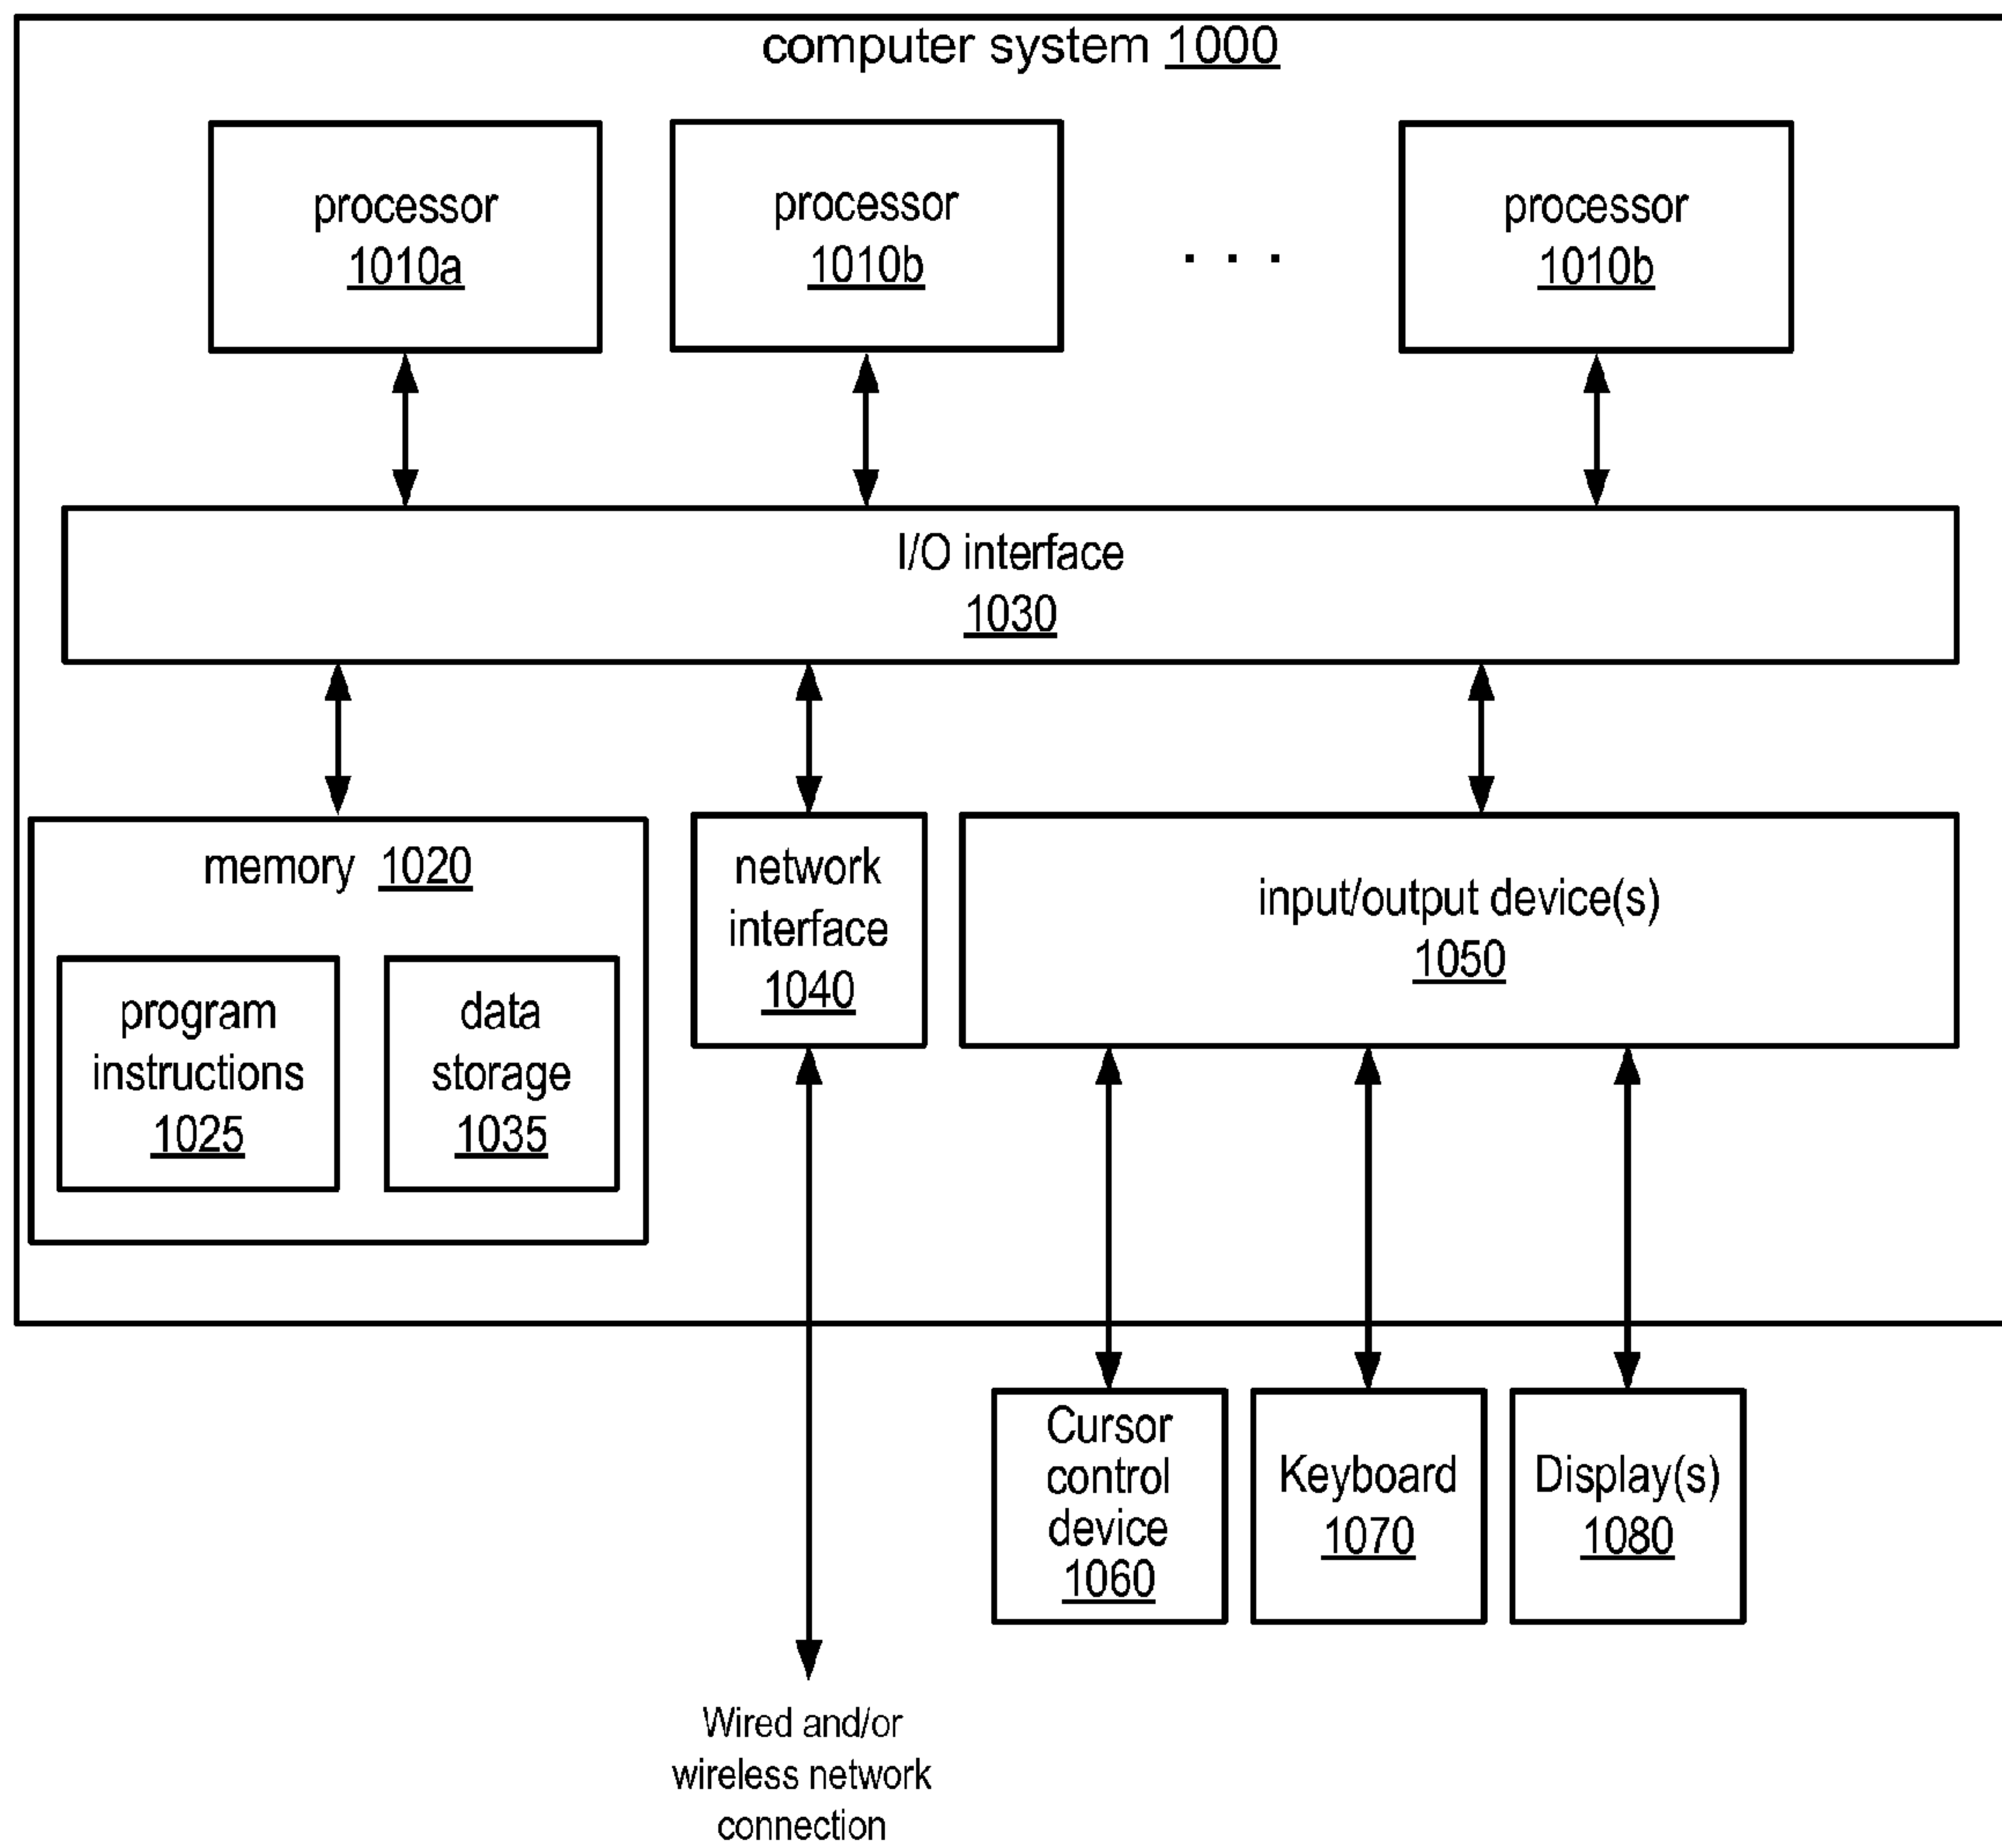 computer system 1000
processor
1010a
processor
1010b
. . .
processor
1010b
I/O interface
1030
memory 1020
program
instructions
1025
data
storage
1035
network
interface
1040
input/output device(s)
1050
Cursor
control
device
1060
Keyboard
1070
Display(s)
1080
Wired and/or
wireless network
connection